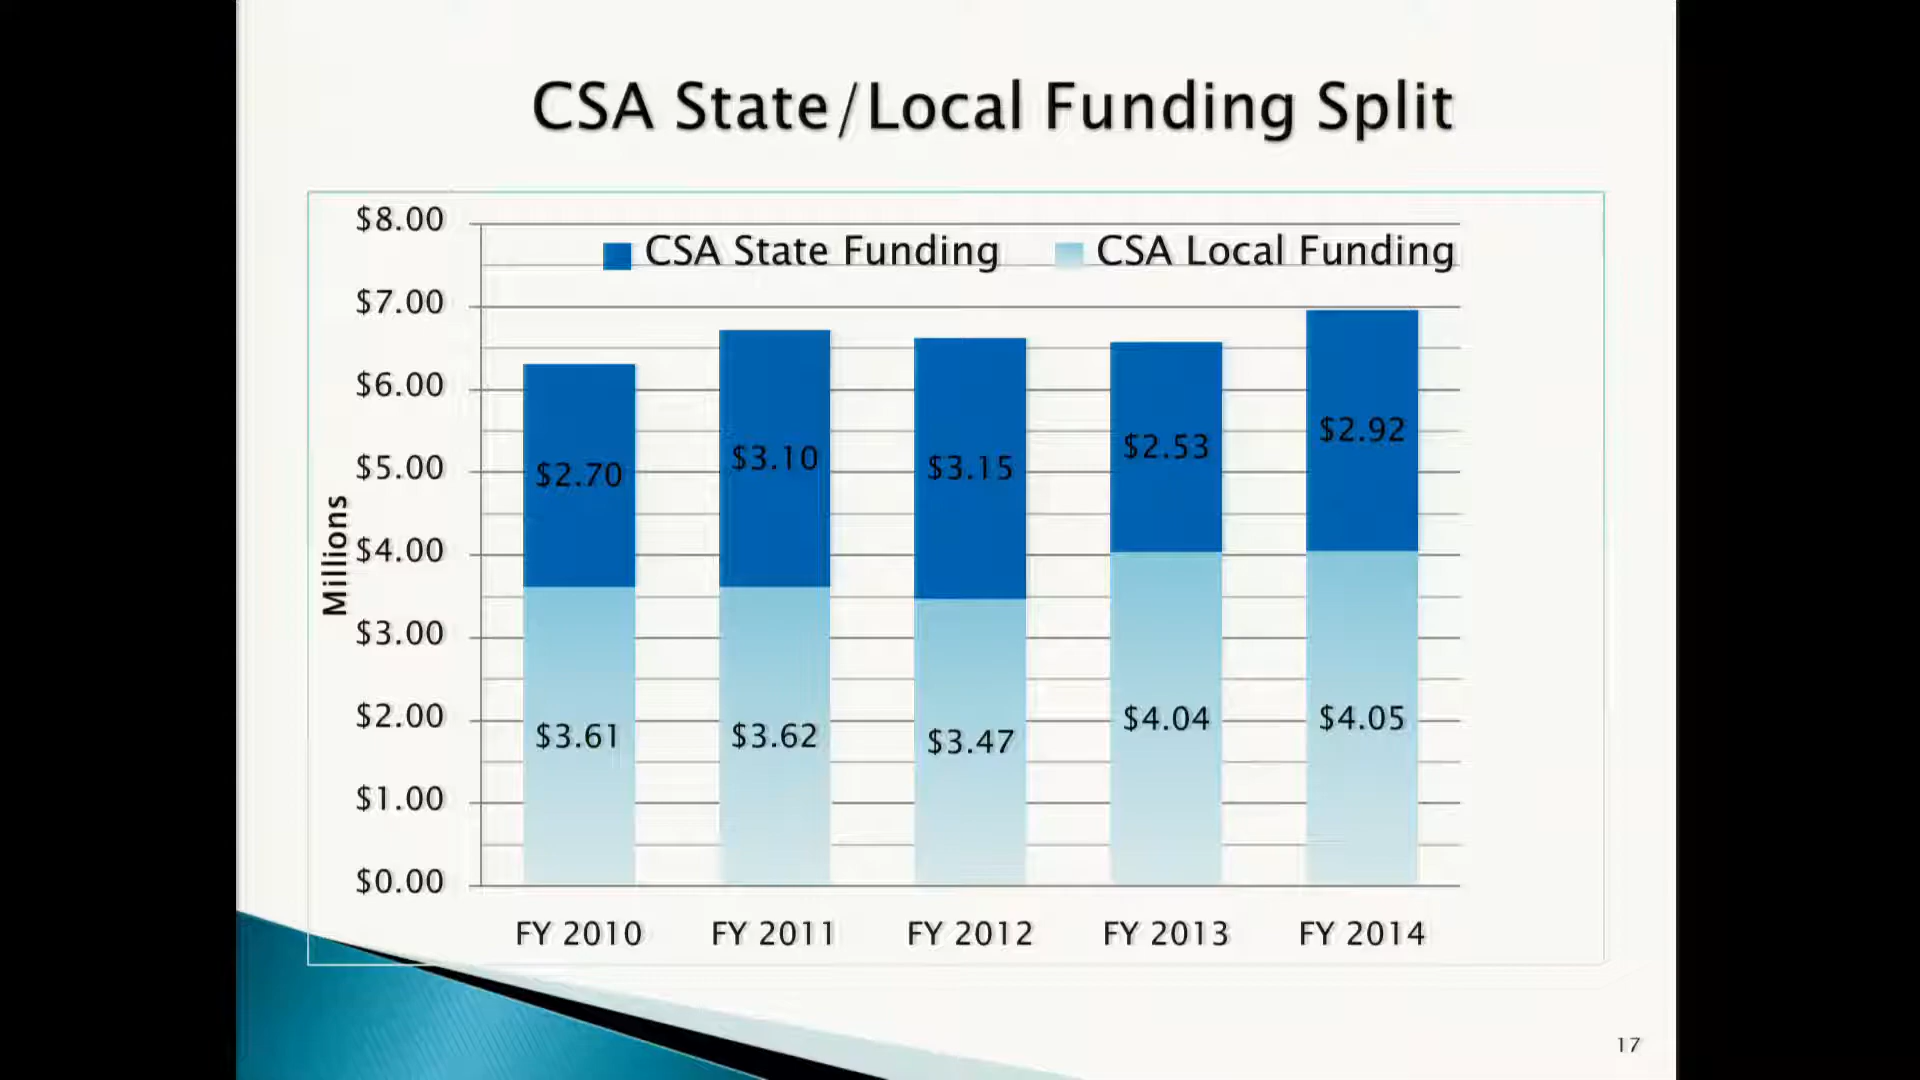 CSA State/Local Funding Split
$8.00
CSA State Funding CSA Local Funding
$7.00
$6.00
$5.00
$4.00
$3.00
$2.00
$1.00
$0.00
Millions
$2.70 $3.10 $3.15 $2.53 $2.92
$3.61 $3.62 $3.47 $4.04 $4.05
FY 2010 FY 2011 FY 2012 FY 2013 FY 2014
17